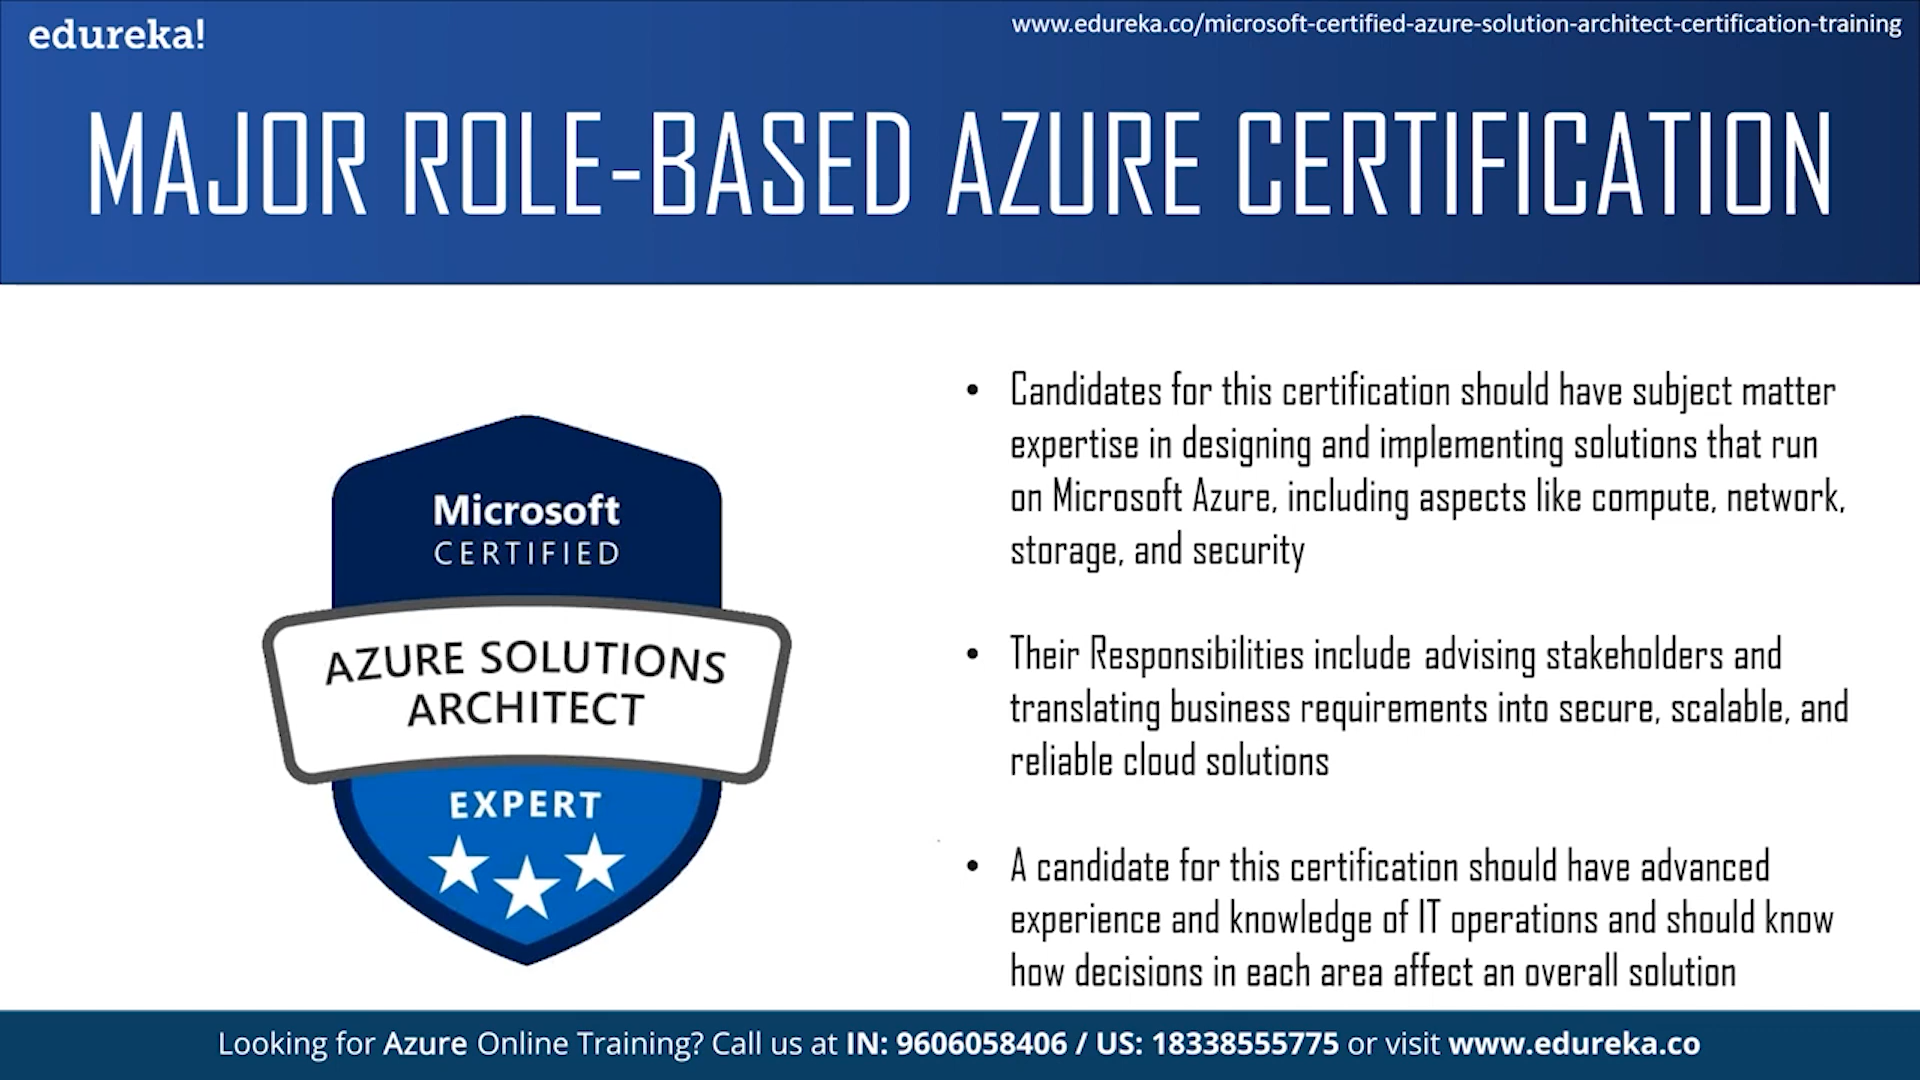 edureka!
www.edureka.co/microsoft-certified-azure-solution-architect-certification-training
MAJOR ROLE-BASED AZURE CERTIFICATION
Microsoft
CERTIFIED
AZURE SOLUTIONS
ARCHITECT
EXPERT
• Candidates for this certification should have subject matter
expertise in designing and implementing solutions that run
on Microsoft Azure, including aspects like compute, network,
storage, and security
• Their Responsibilities include advising stakeholders and
translating business requirements into secure, scalable, and
reliable cloud solutions
• A candidate for this certification should have advanced
experience and knowledge of IT operations and should know
how decisions in each area affect an overall solution
Looking for Azure Online Training? Call us at IN: 9606058406 / US: 18338555775 or visit www.edureka.co